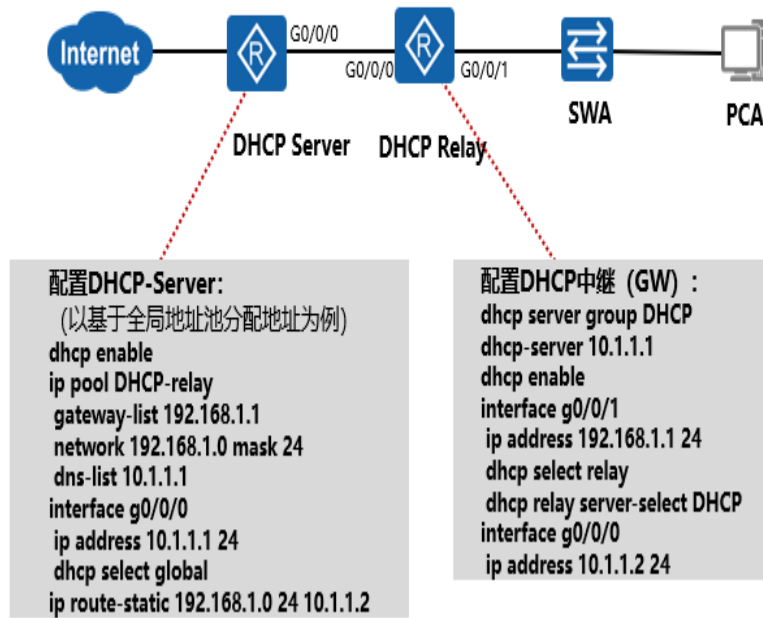 Internet
R
G0/0/0
G0/0/0
R
G0/0/1
DHCP Server
DHCP Relay
SWA
PCA
配置DHCP-Server：
(以基于全局地址池分配地址为例)
dhcp enable
ip pool DHCP-relay
gateway-list 192.168.1.1
network 192.168.1.0 mask 24
dns-list 10.1.1.1
interface g0/0/0
ip address 10.1.1.1 24
dhcp select global
ip route-static 192.168.1.0 24 10.1.1.2
配置DHCP中继（GW）：
dhcp server group DHCP
dhcp-server 10.1.1.1
dhcp enable
interface g0/0/1
ip address 192.168.1.1 24
dhcp select relay
dhcp relay server-select DHCP
interface g0/0/0
ip address 10.1.1.2 24